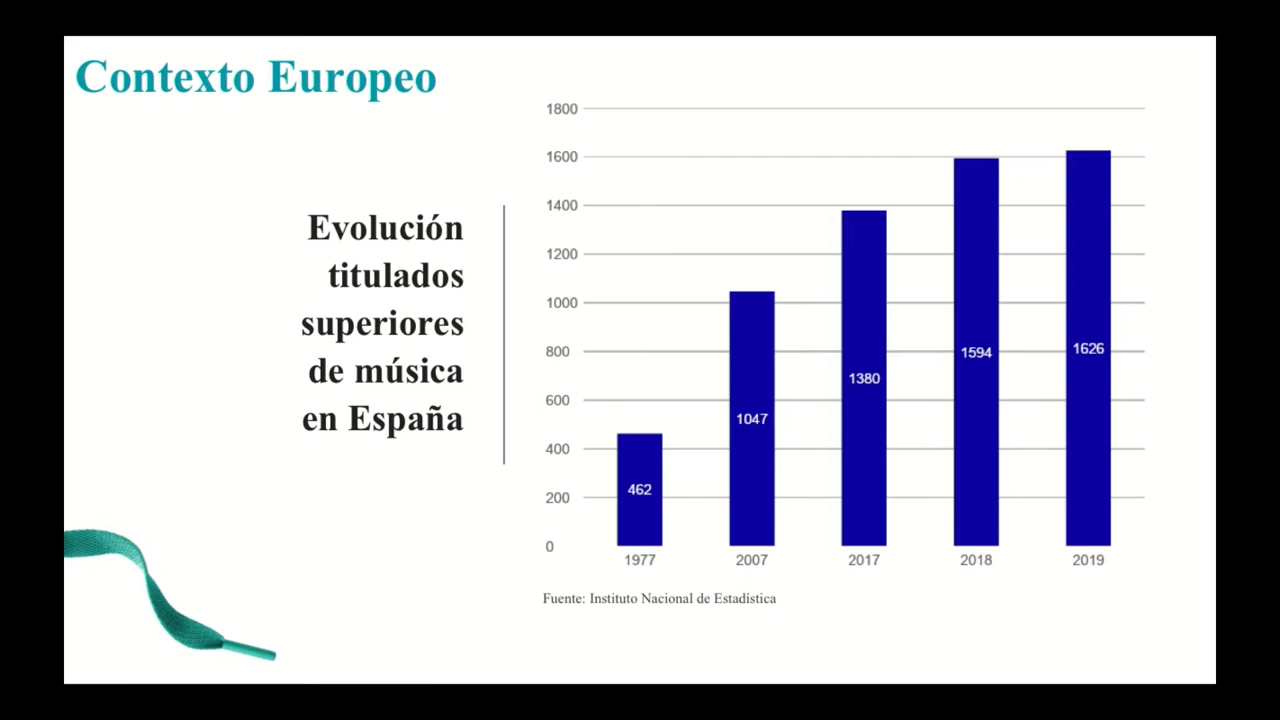 Contexto Europeo
Evolución
titulados
superiores
de música
en España
1800
1600
1400
1200
1000
800
600
400
200
0
462
1047
1380
1594
1626
1977
2007
2017
2018
2019
Fuente: Instituto Nacional de Estadística